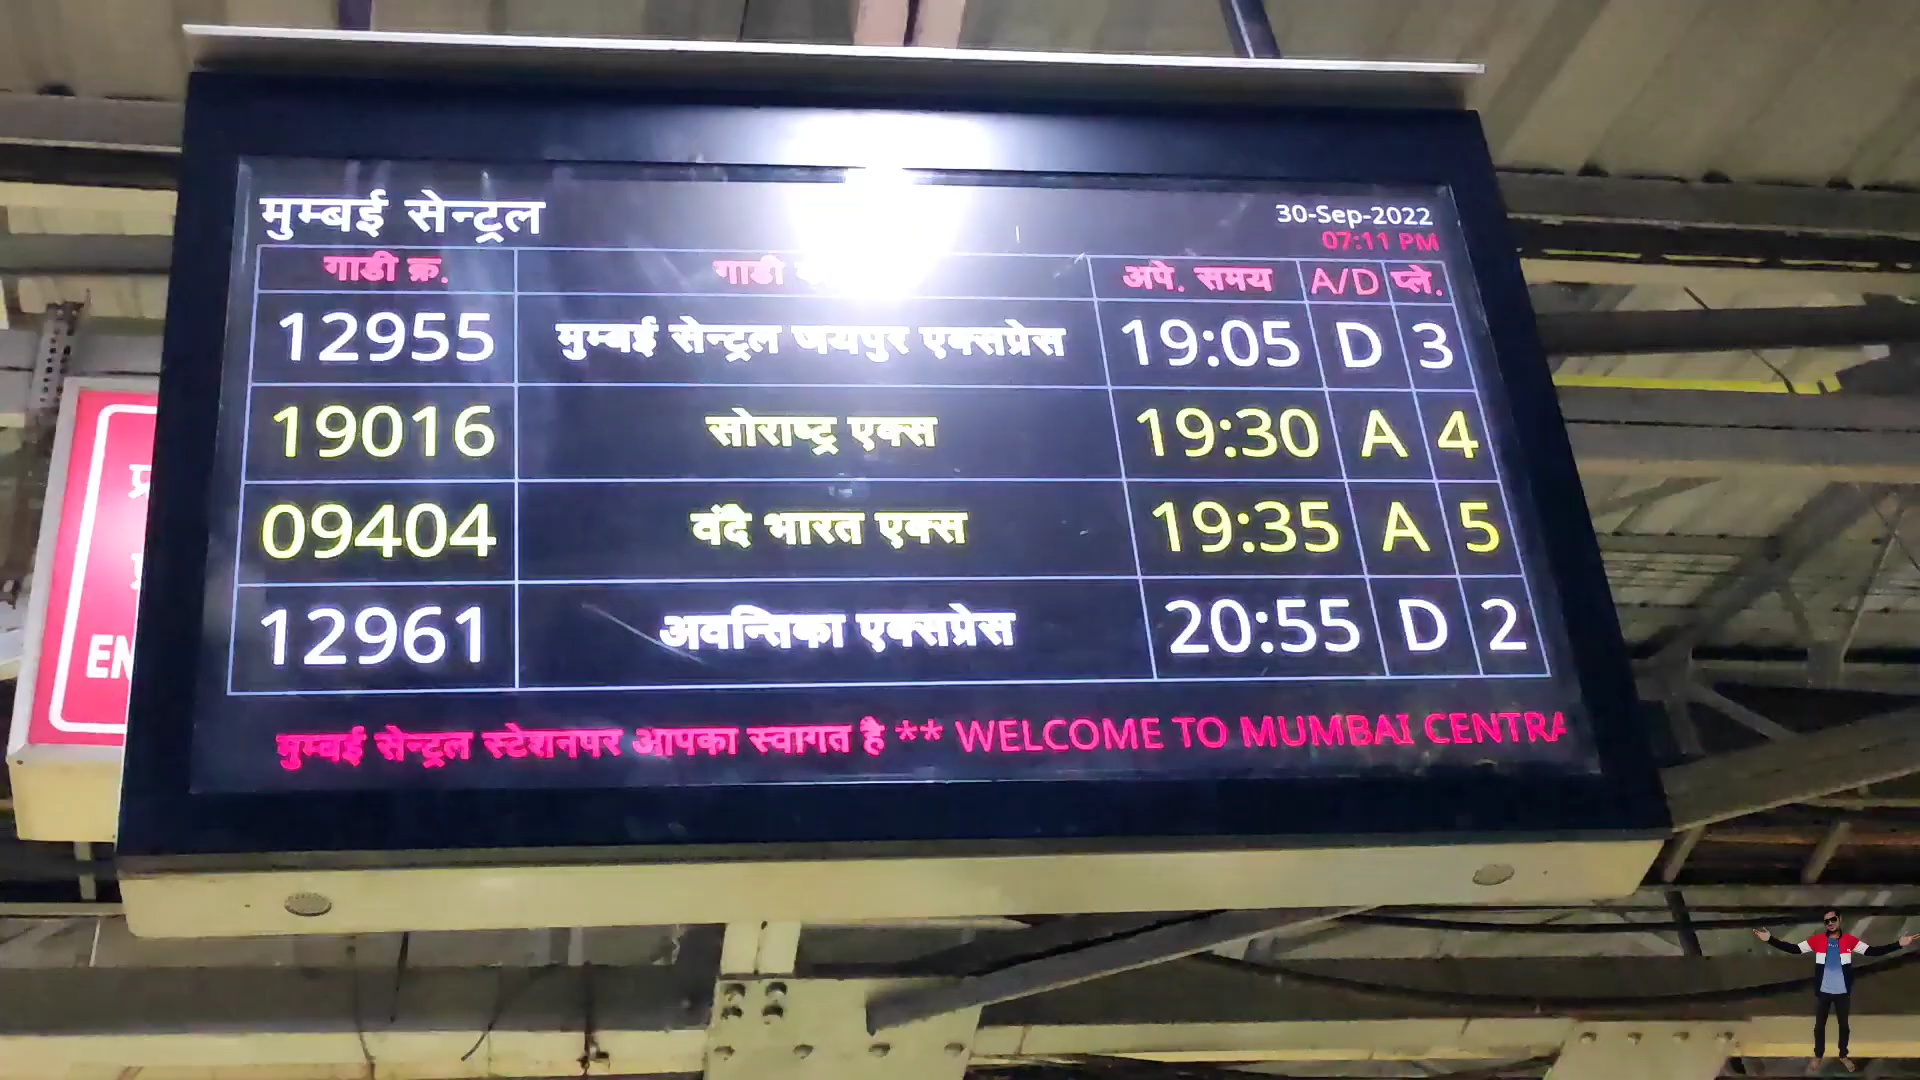 मुम्बई सेन्ट्रल
30-Sep-2022
07:11 PM
गाडी क्र. गाडी अपे. समय A/D प्ले.
12955 मुम्बई सेन्ट्रल जयपुर एक्सप्रेस 19:05 D 3
19016 सोराष्ट्र एक्स 19:30 A 4
09404 वंदे भारत एक्स 19:35 A 5
12961 अवन्तिका एक्सप्रेस 20:55 D 2
मुम्बई सेन्ट्रल स्टेशनपर आपका स्वागत है ** WELCOME TO MUMBAI CENTRA
EN